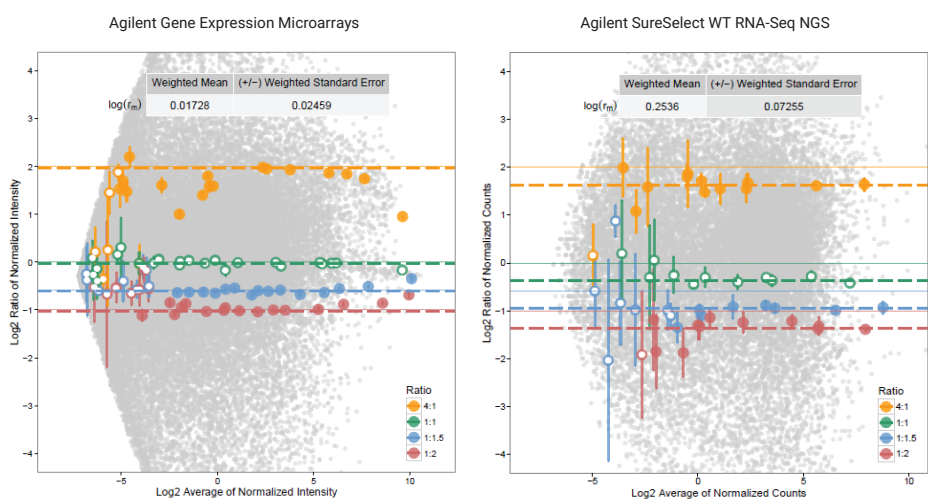 Agilent Gene Expression Microarrays
Weighted Mean (+/−) Weighted Standard Error
log(rm) 0.01728 0.02459
Log2 Ratio of Normalized Intensity
4
3
2
1
0
−1
−2
−3
−4
Ratio
4:1
1:1
1:1.5
1:2
−5 0 5 10
Log2 Average of Normalized Intensity
Agilent SureSelect WT RNA-Seq NGS
Weighted Mean (+/−) Weighted Standard Error
log(rm) 0.2536 0.07255
Log2 Ratio of Normalized Counts
4
3
2
1
0
−1
−2
−3
−4
Ratio
4:1
1:1
1:1.5
1:2
−5 0 5 10
Log2 Average of Normalized Counts